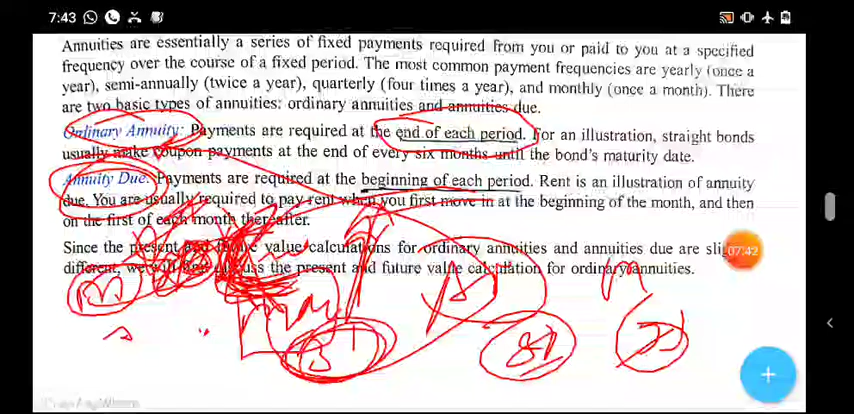 7:43
Annuities are essentially a series of fixed payments required from you or paid to you at a specified
frequency over the course of a fixed period. The most common payment frequencies are yearly (once a
year), semi-annually (twice a year), quarterly (four times a year), and monthly (once a month). There
are two basic types of annuities: ordinary annuities and annuities due.
Ordinary Annuity: Payments are required at the end of each period. For an illustration, straight bonds
usually make coupon payments at the end of every six months until the bond's maturity date.
Annuity Due: Payments are required at the beginning of each period. Rent is an illustration of annuity
due. You are usually required to pay rent when you first move in at the beginning of the month, and then
on the first of each month thereafter.
Since the present and future value calculations for ordinary annuities and annuities due are
07:42
different, we will first discuss the present and future value calculation for ordinary annuities.